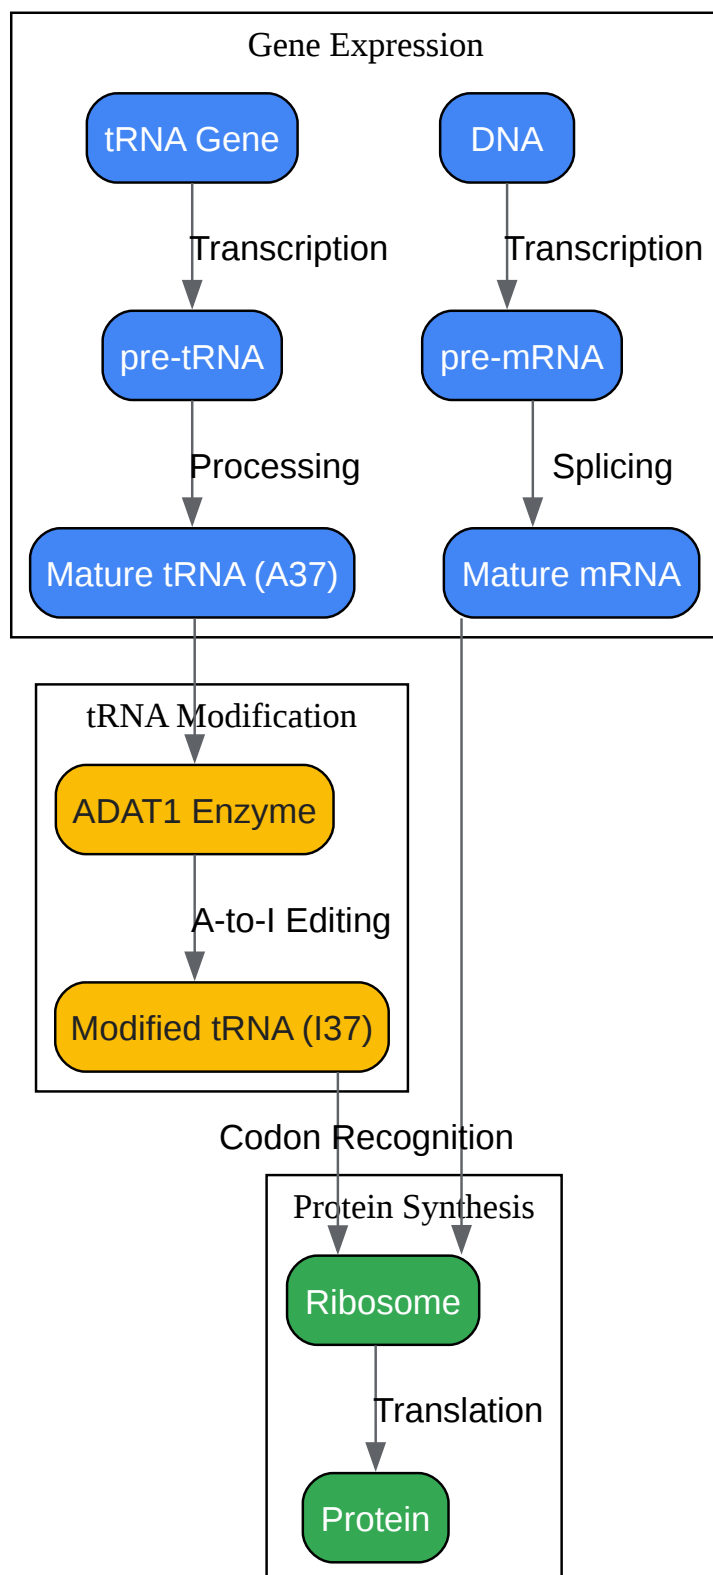 Gene Expression
tRNA Gene
DNA
Transcription
Transcription
pre-tRNA
pre-mRNA
Processing
Splicing
Mature tRNA (A37)
Mature mRNA
tRNA Modification
ADAT1 Enzyme
A-to-I Editing
Modified tRNA (I37)
Codon Recognition
Protein Synthesis
Ribosome
Translation
Protein